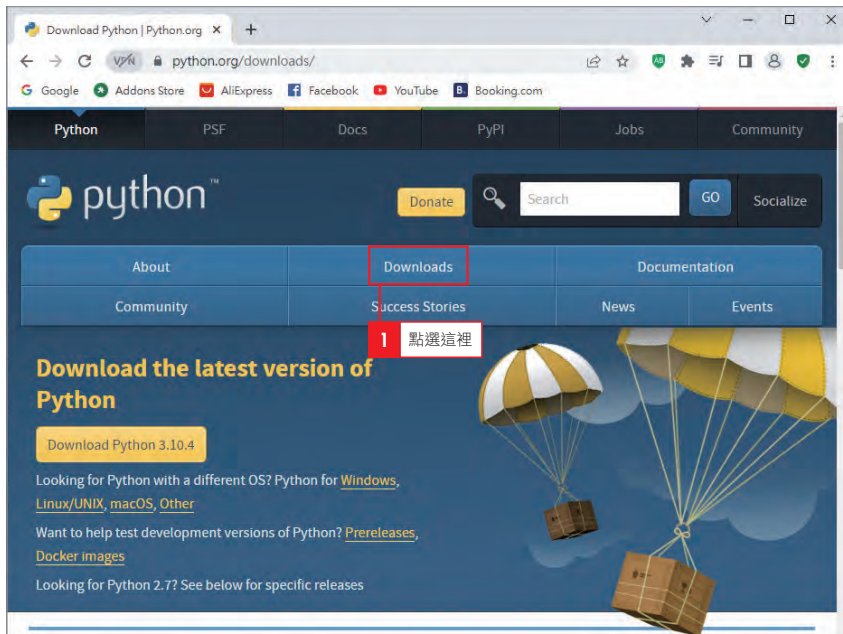 Download Python | Python.org
python.org/downloads/
Google Addons Store AliExpress Facebook YouTube Booking.com
Python PSF Docs PyPI Jobs Community
python™
Donate
Search
GO
Socialize
About Downloads Documentation
Community Success Stories News Events
1 點選這裡
Download the latest version of
Python
Download Python 3.10.4
Looking for Python with a different OS? Python for Windows,
Linux/UNIX, macOS, Other
Want to help test development versions of Python? Prereleases,
Docker images
Looking for Python 2.7? See below for specific releases